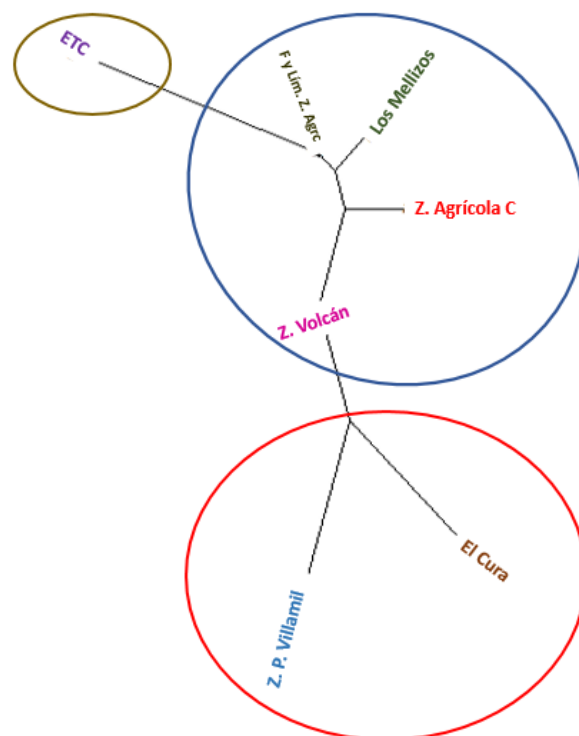 ETC
F y Lím. Z. Agrc
Los Mellizos
Z. Agrícola C
Z. Volcán
El Cura
Z. P. Villamil